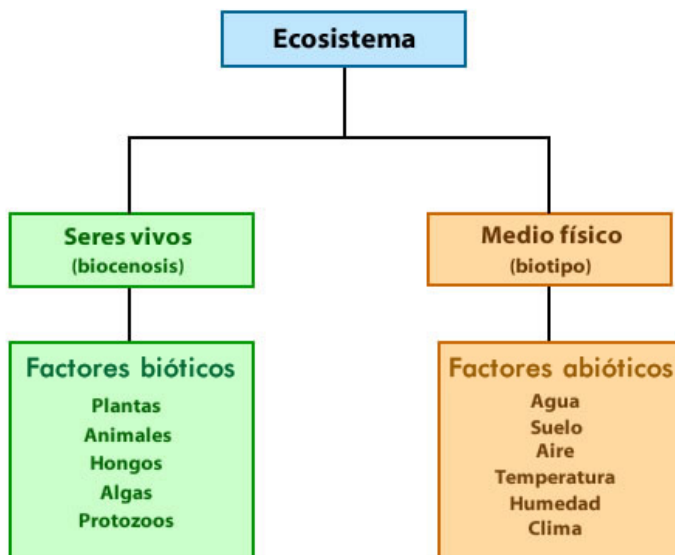 Ecosistema
Seres vivos
(biocenosis)
Medio físico
(biotipo)
Factores bióticos
Plantas
Animales
Hongos
Algas
Protozoos
Factores abióticos
Agua
Suelo
Aire
Temperatura
Humedad
Clima